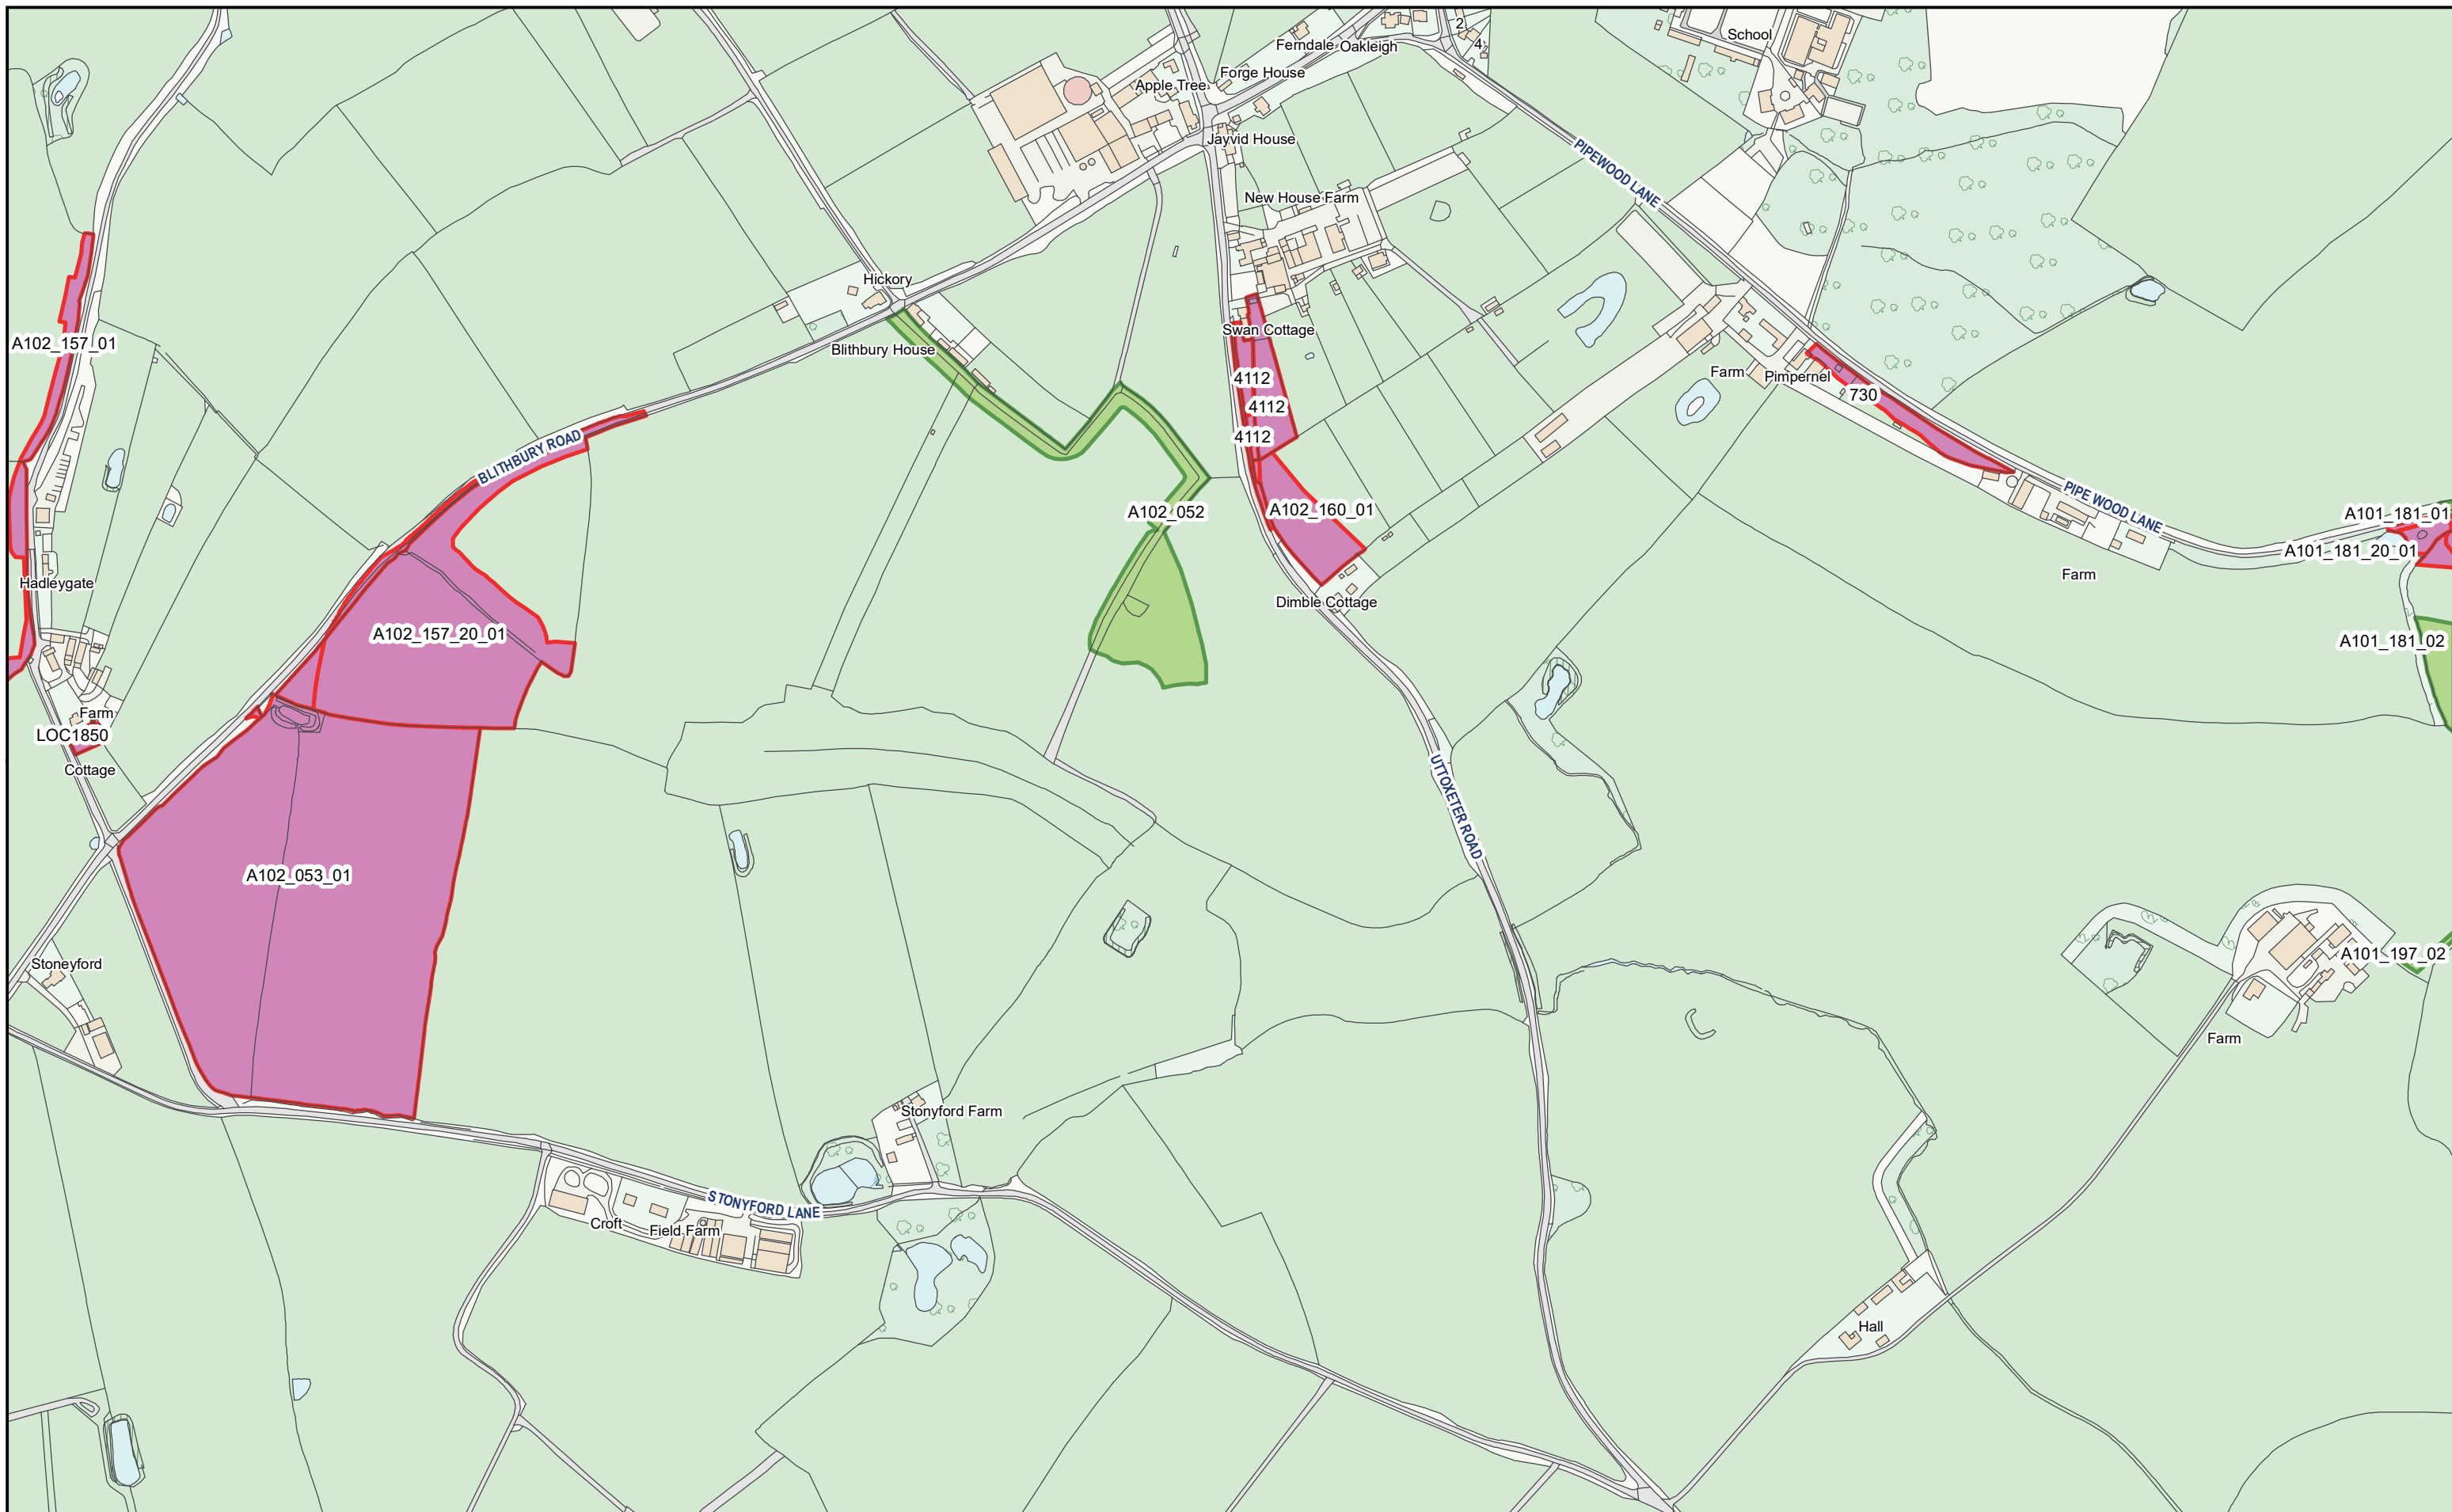 2
4
School
Ferndale
Oakleigh
Forge House
Apple Tree
Jayvid House
PIPEWOOD LANE
New House Farm
Hickory
Swan Cottage
A102_157_01
Blithbury House
4112
Farm
Pimpernel
730
4112
4112
BLITHBURY ROAD
PIPE WOOD LANE
A102_052
A102_160_01
A101_181_01
A101_181_20_01
Farm
Hadleygate
Dimble Cottage
A102_157_20_01
A101_181_02
Farm
LOC1850
Cottage
UTTOXETER ROAD
A102_053_01
Stoneyford
A101_197_02
Farm
Stonyford Farm
STONYFORD LANE
Croft
Field Farm
Hall